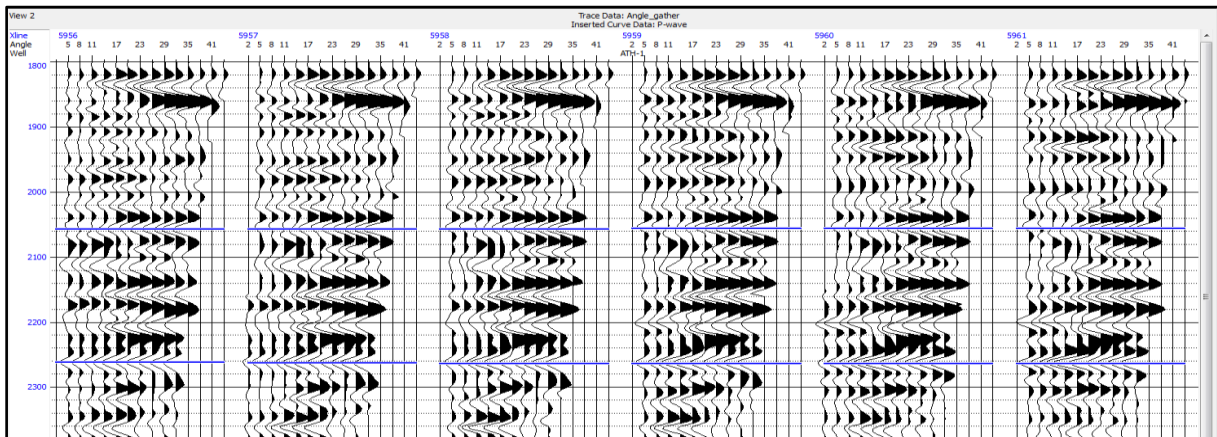 View 2
Trace Data: Angle_gather
Inserted Curve Data: P-wave
Xline 5956 5957 5958 5959 5960 5961
Angle 5 8 11 17 23 29 35 41 2 5 8 11 17 23 29 35 41 2 5 8 11 17 23 29 35 41 2 5 8 11 17 23 29 35 41 2 5 8 11 17 23 29 35 41 2 5 8 11 17 23 29 35 41
Well ATH-1
1800
1900
2000
2100
2200
2300